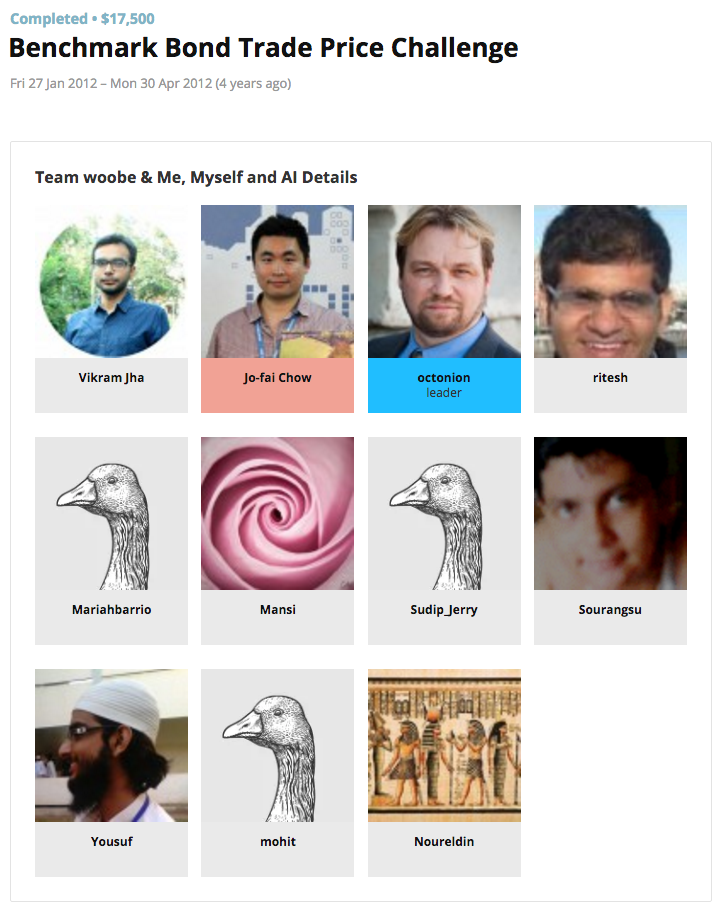 Completed • $17,500
Benchmark Bond Trade Price Challenge
Fri 27 Jan 2012 – Mon 30 Apr 2012 (4 years ago)
Team woobe & Me, Myself and AI Details
Vikram Jha
Jo-fai Chow
octonion
leader
ritesh
Mariahbarrio
Mansi
Sudip_Jerry
Sourangsu
Yousuf
mohit
Noureldin